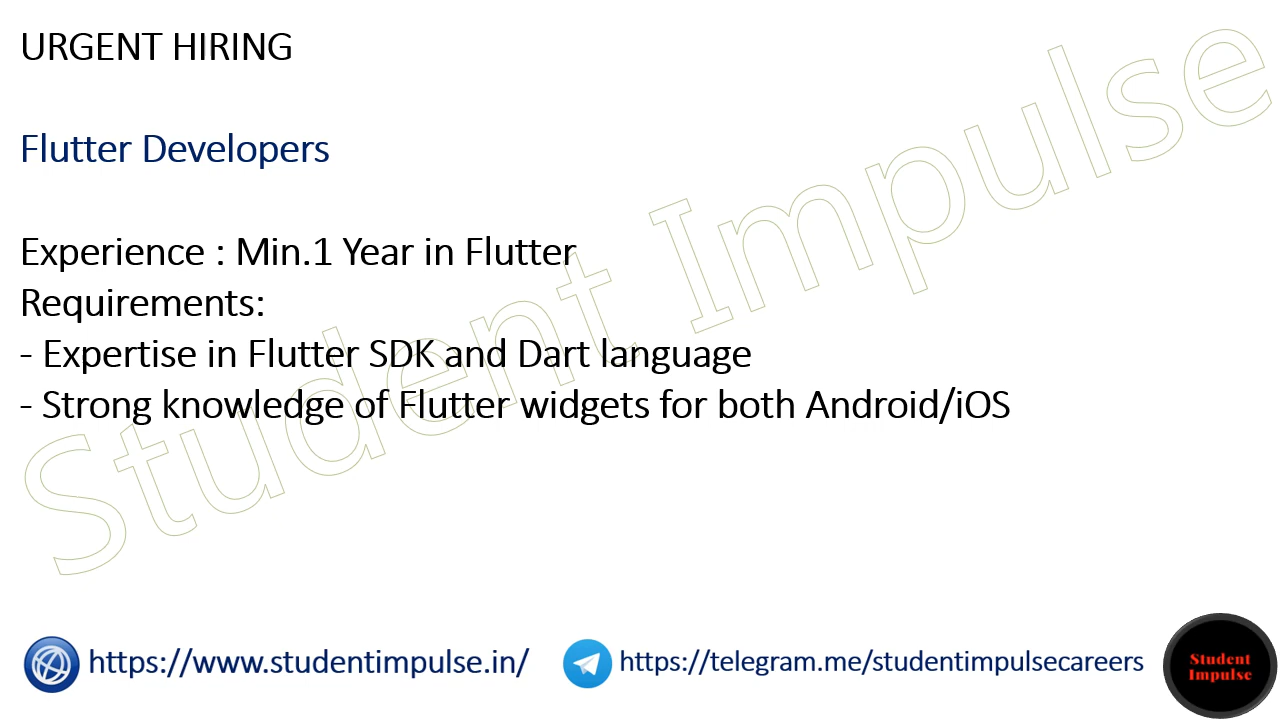 URGENT HIRING
Flutter Developers
Experience : Min.1 Year in Flutter
Requirements:
- Expertise in Flutter SDK and Dart language
- Strong knowledge of Flutter widgets for both Android/iOS
Student Impulse
https://www.studentimpulse.in/
https://telegram.me/studentimpulsecareers
Student
Impulse